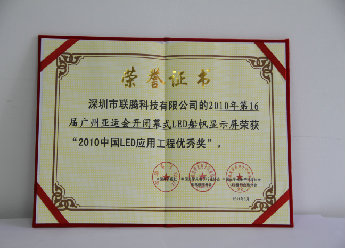 荣誉证书
深圳市联腾科技有限公司的2010年第16
届广州亚运会开闭幕式LED船帆显示屏荣获
“2010中国LED应用工程优秀奖”。